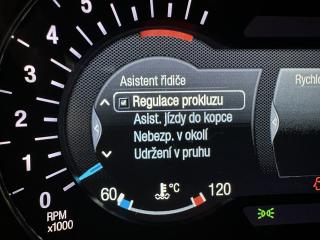 Asistent řidiče
Regulace prokluzu
Asist. jízdy do kopce
Nebezp. v okolí
Udržení v pruhu
Rychlo
5
4
3
2
1
0
RPM
x1000
60
°C
120